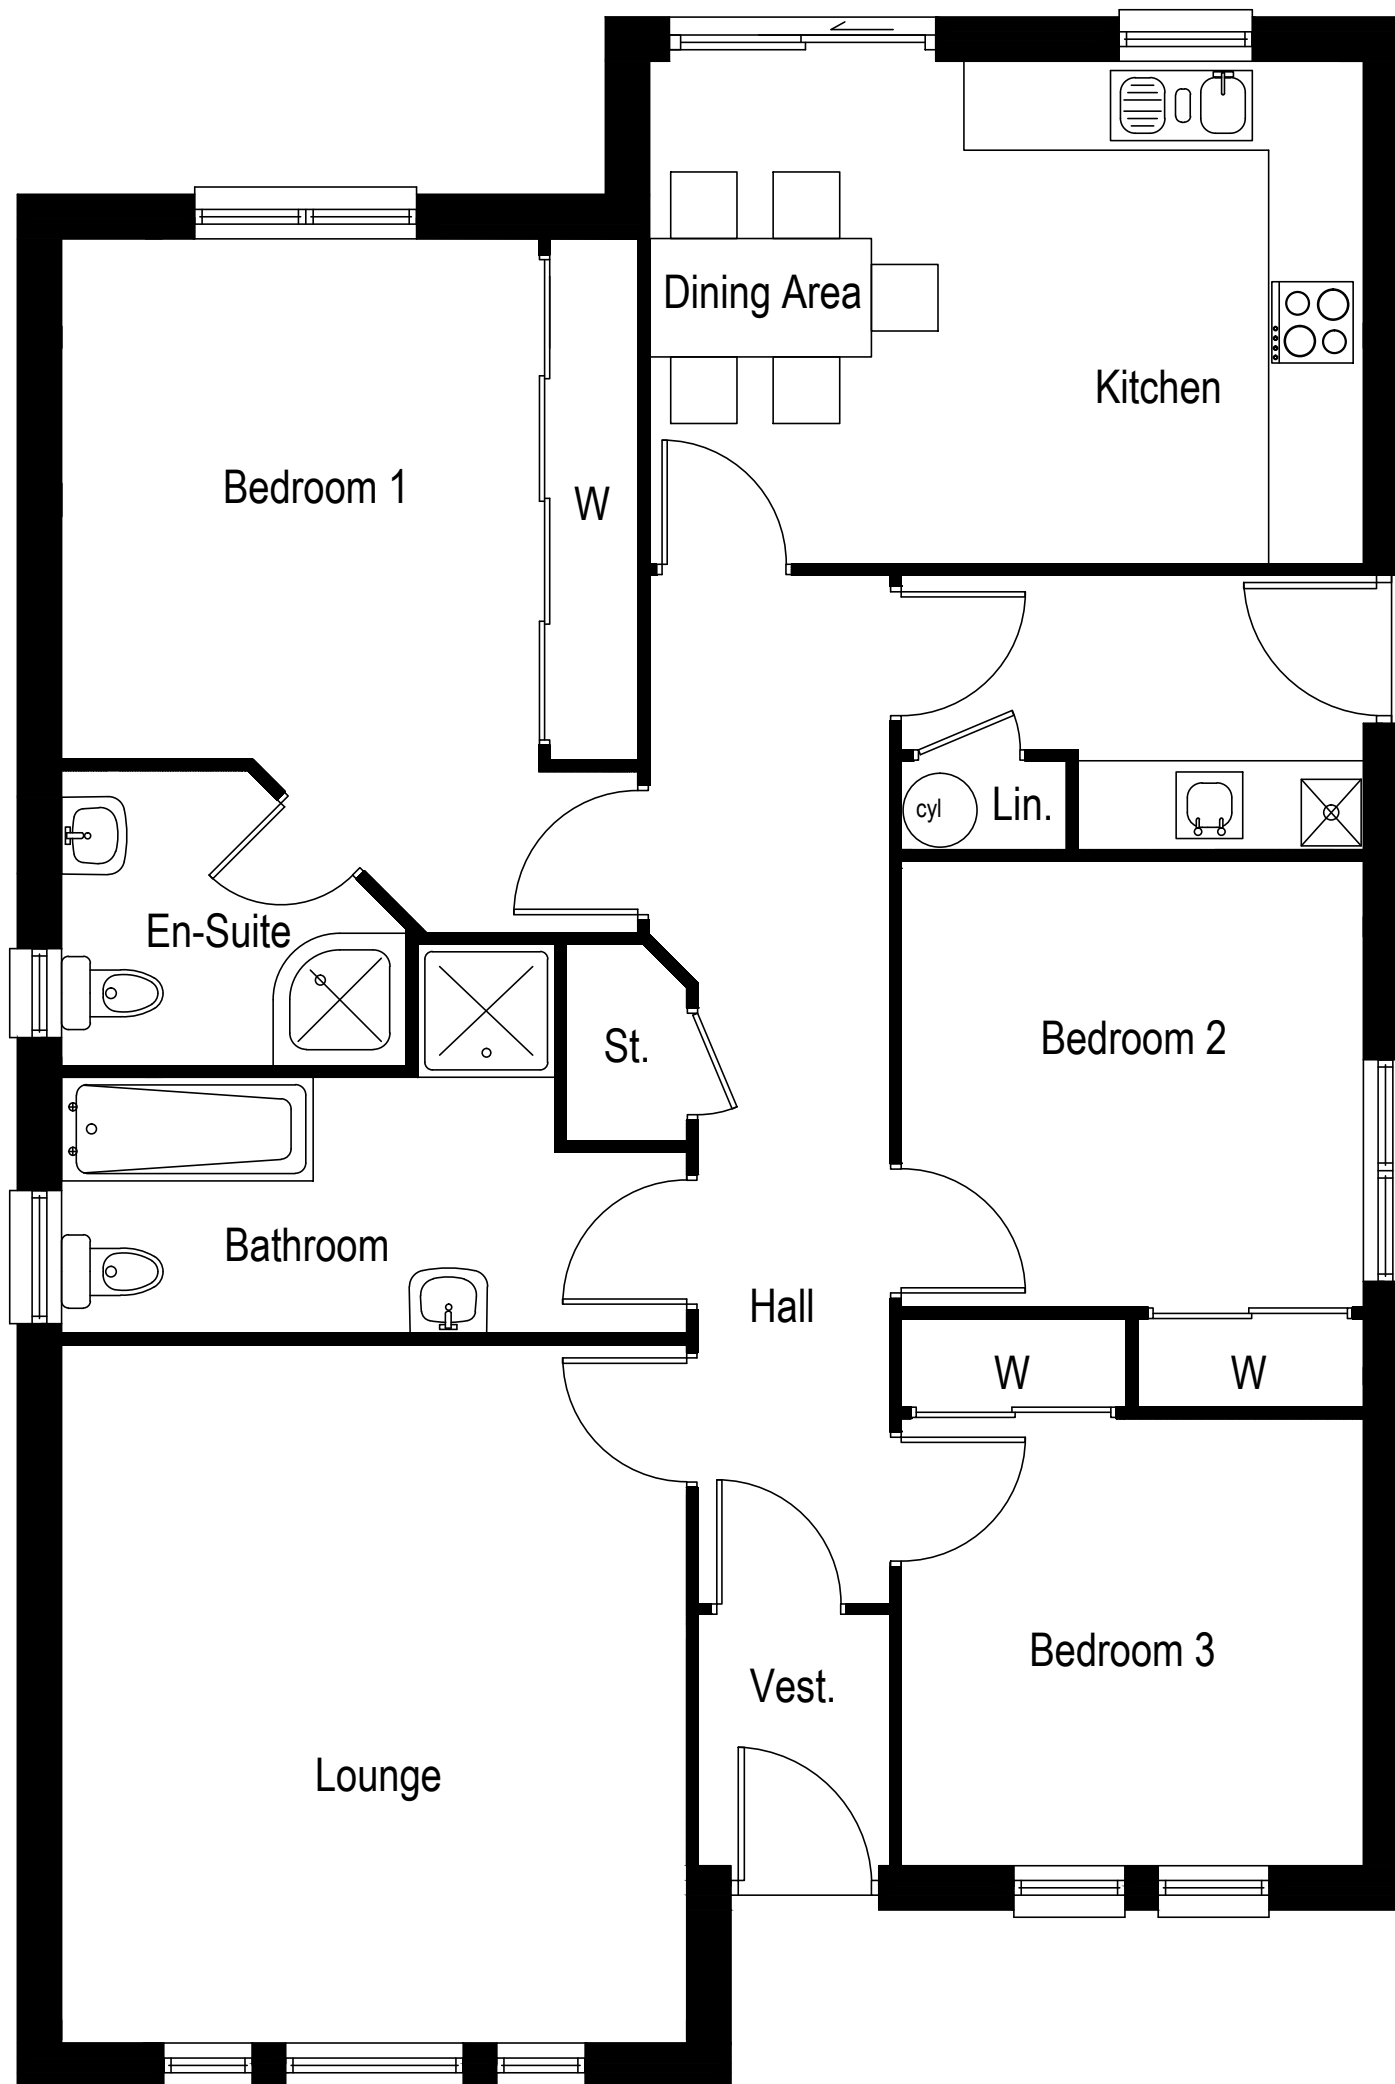 Dining Area
Kitchen
Bedroom 1
W
cyl
Lin.
En-Suite
St.
Bedroom 2
Bathroom
Hall
W
W
Bedroom 3
Vest.
Lounge